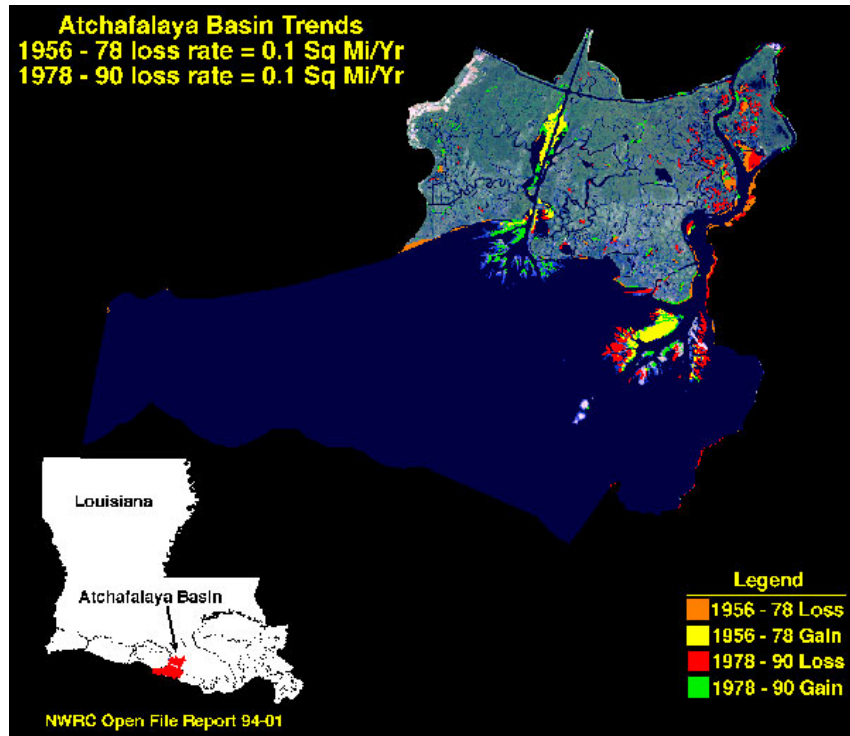 Atchafalaya Basin Trends
1956 - 78 loss rate = 0.1 Sq Mi/Yr
1978 - 90 loss rate = 0.1 Sq Mi/Yr
Louisiana
Atchafalaya Basin
NWRC Open File Report 94-01
Legend
1956 - 78 Loss
1956 - 78 Gain
1978 - 90 Loss
1978 - 90 Gain